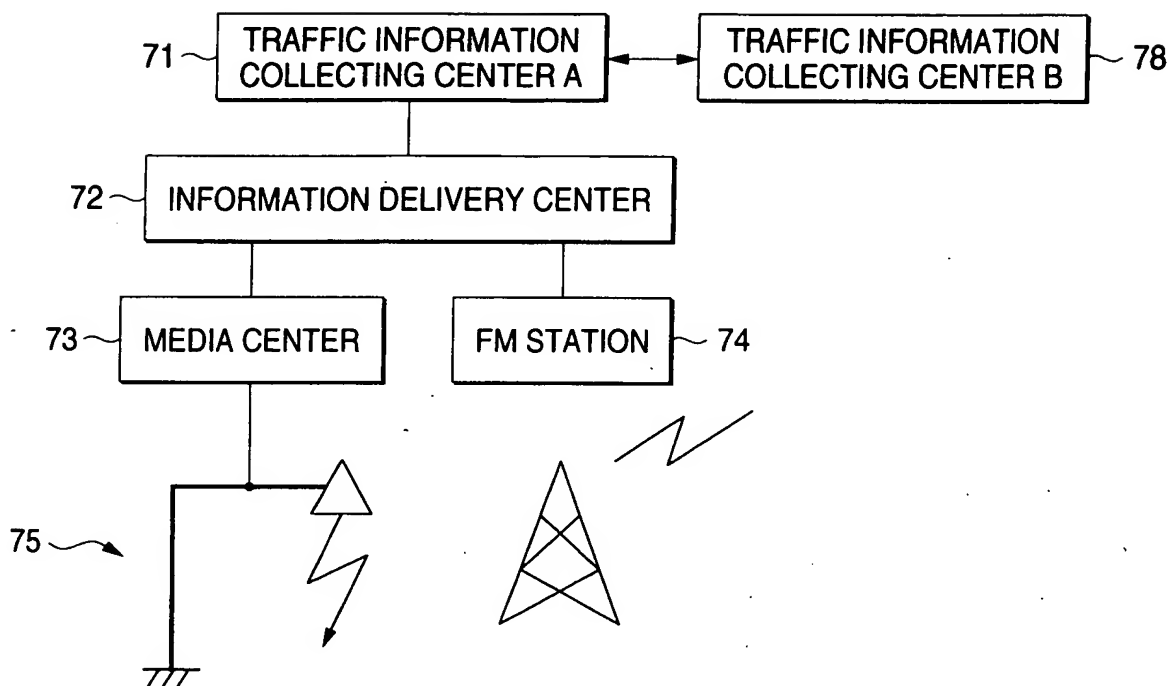 71
TRAFFIC INFORMATION
COLLECTING CENTER A
TRAFFIC INFORMATION
COLLECTING CENTER B
78
72
INFORMATION DELIVERY CENTER
73
MEDIA CENTER
FM STATION
74
75